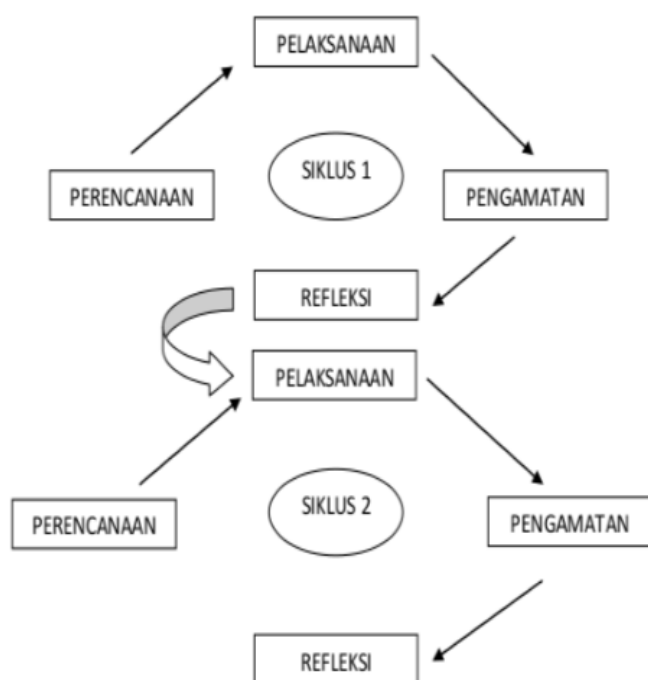 PELAKSANAAN
SIKLUS 1
PERENCANAAN
PENGAMATAN
REFLEKSI
PELAKSANAAN
SIKLUS 2
PERENCANAAN
PENGAMATAN
REFLEKSI